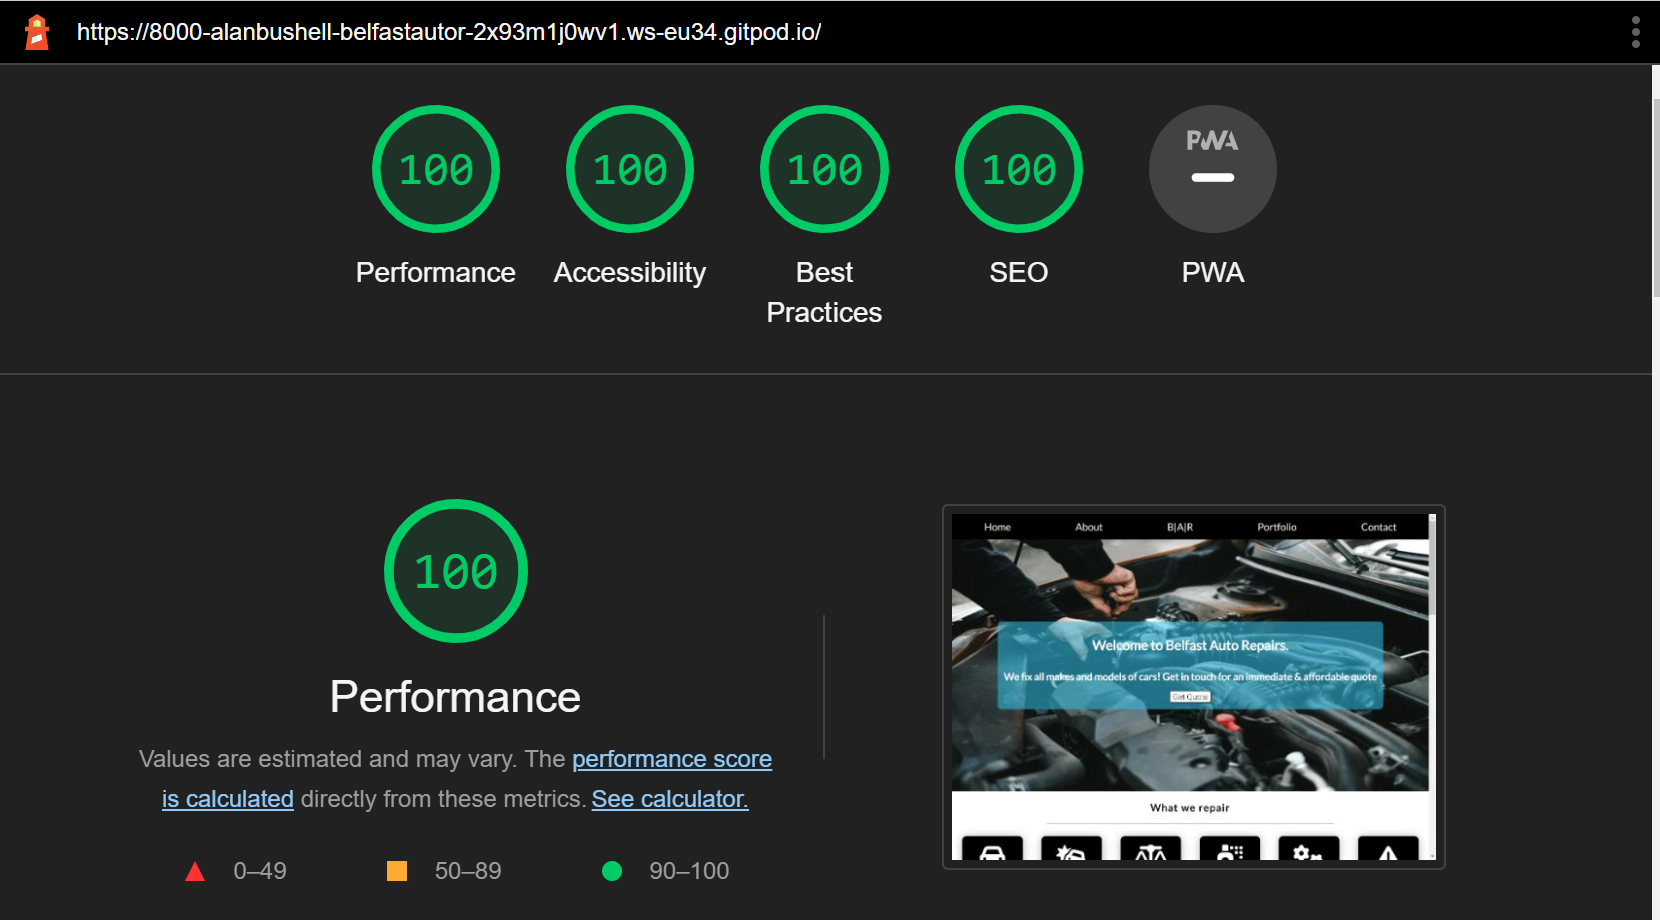 https://8000-alanbushell-belfastautor-2x93m1j0wv1.ws-eu34.gitpod.io/
100 100 100 100 PWA
Performance Accessibility Best Practices SEO PWA
100
Performance
Values are estimated and may vary. The performance score
is calculated directly from these metrics. See calculator.
0–49 50–89 90–100
Home About B|A|R Portfolio Contact
Welcome to Belfast Auto Repairs.
We fix all makes and models of cars! Get in touch for an immediate & affordable quote
Get Quote
What we repair